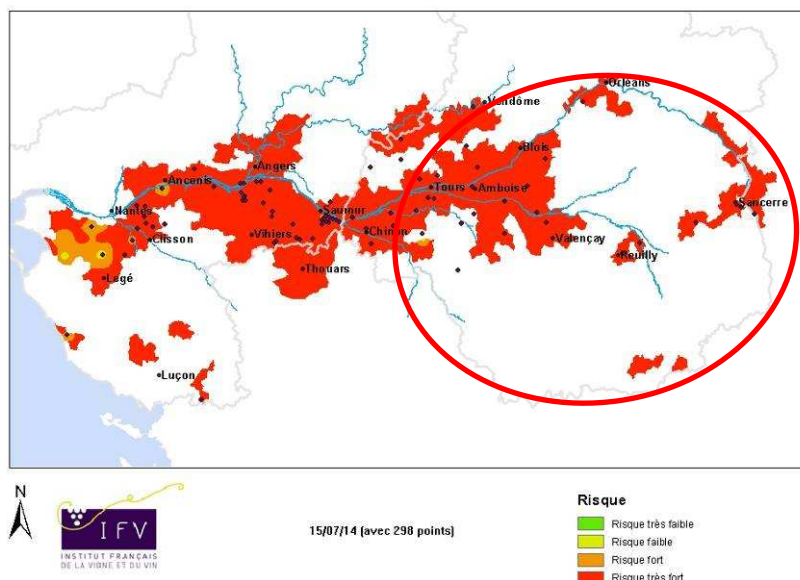 Orléans
Vendôme
Blois
Angers
Ancenis
Tours
Amboise
Nantes
Saumur
Sancerre
Clisson
Vihiers
Chinon
Valençay
Reuilly
Thouars
Légé
Luçon
N
IFV
INSTITUT FRANÇAIS
DE LA VIGNE ET DU VIN
15/07/14 (avec 298 points)
Risque
Risque très faible
Risque faible
Risque fort
Risque très fort